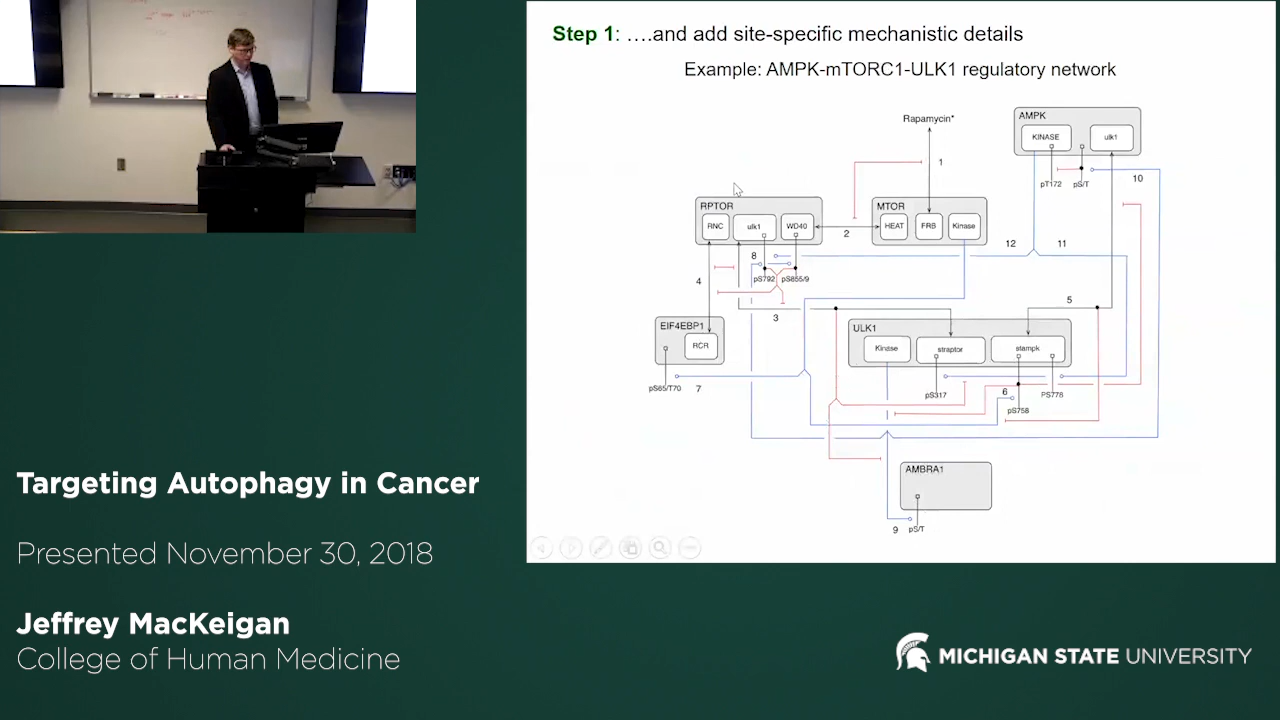 Step 1: ….and add site-specific mechanistic details
Example: AMPK-mTORC1-ULK1 regulatory network
Rapamycin*
AMPK
KINASE
ulk1
1
pT172
pS/T
10
RPTOR
RNC
ulk1
WD40
2
MTOR
HEAT
FRB
Kinase
12
11
8
pS792
pS855/9
4
3
5
EIF4EBP1
RCR
ULK1
Kinase
straptor
stampk
pS65/T70
7
pS317
6
PS778
pS758
AMBRA1
9
pS/T
Targeting Autophagy in Cancer
Presented November 30, 2018
Jeffrey MacKeigan
College of Human Medicine
MICHIGAN STATE UNIVERSITY